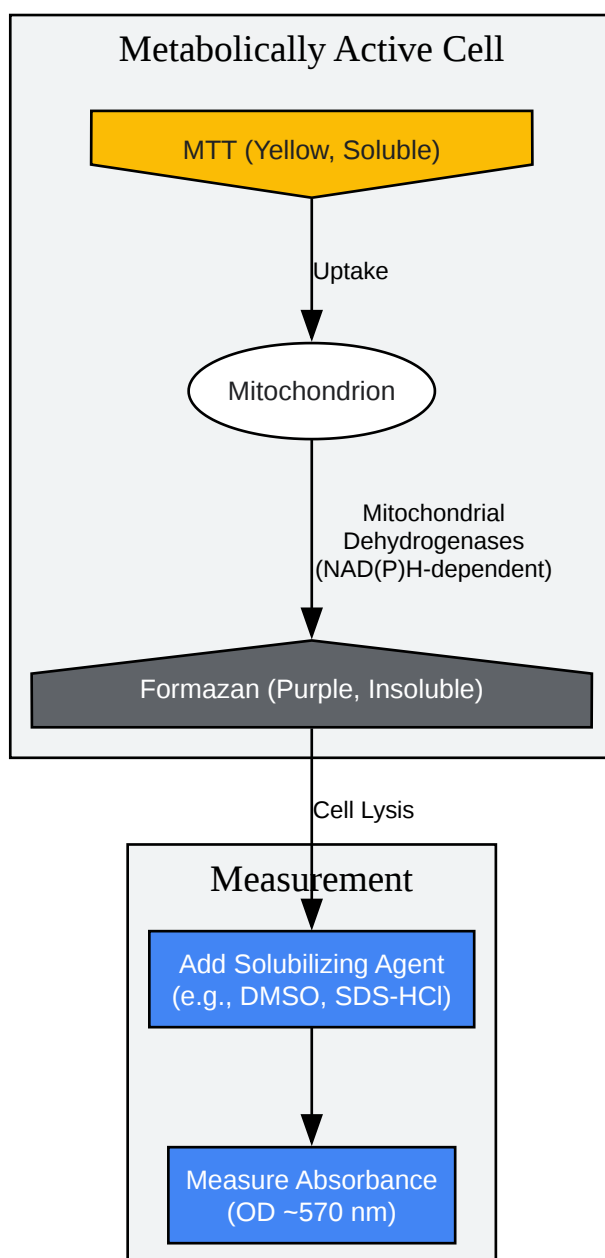 Metabolically Active Cell
MTT (Yellow, Soluble)
Uptake
Mitochondrion
Mitochondrial
Dehydrogenases
(NAD(P)H-dependent)
Formazan (Purple, Insoluble)
Cell Lysis
Measurement
Add Solubilizing Agent
(e.g., DMSO, SDS-HCl)
Measure Absorbance
(OD ~570 nm)